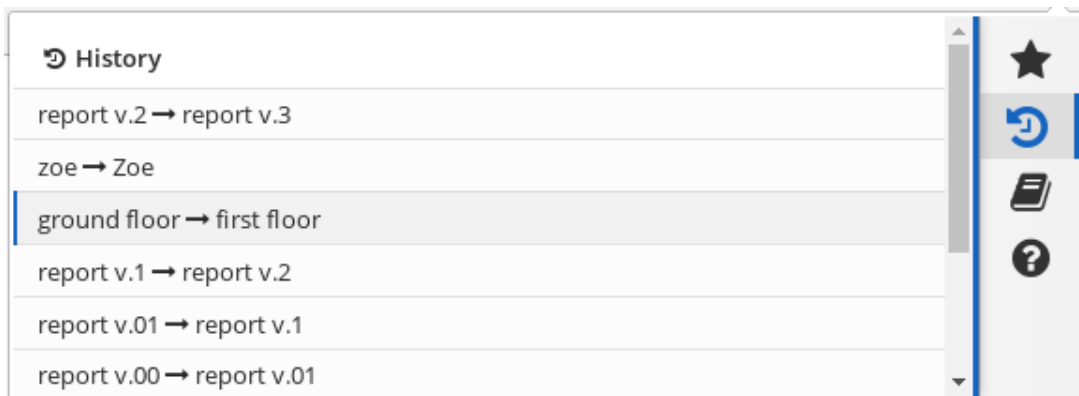 History
report v.2 → report v.3
zoe → Zoe
ground floor → first floor
report v.1 → report v.2
report v.01 → report v.1
report v.00 → report v.01